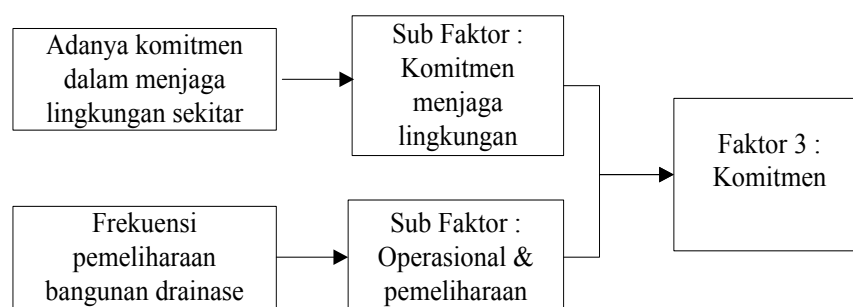 Adanya komitmen
dalam menjaga
lingkungan sekitar
Sub Faktor :
Komitmen
menjaga
lingkungan
Faktor 3 :
Komitmen
Frekuensi
pemeliharaan
bangunan drainase
Sub Faktor :
Operasional &
pemeliharaan